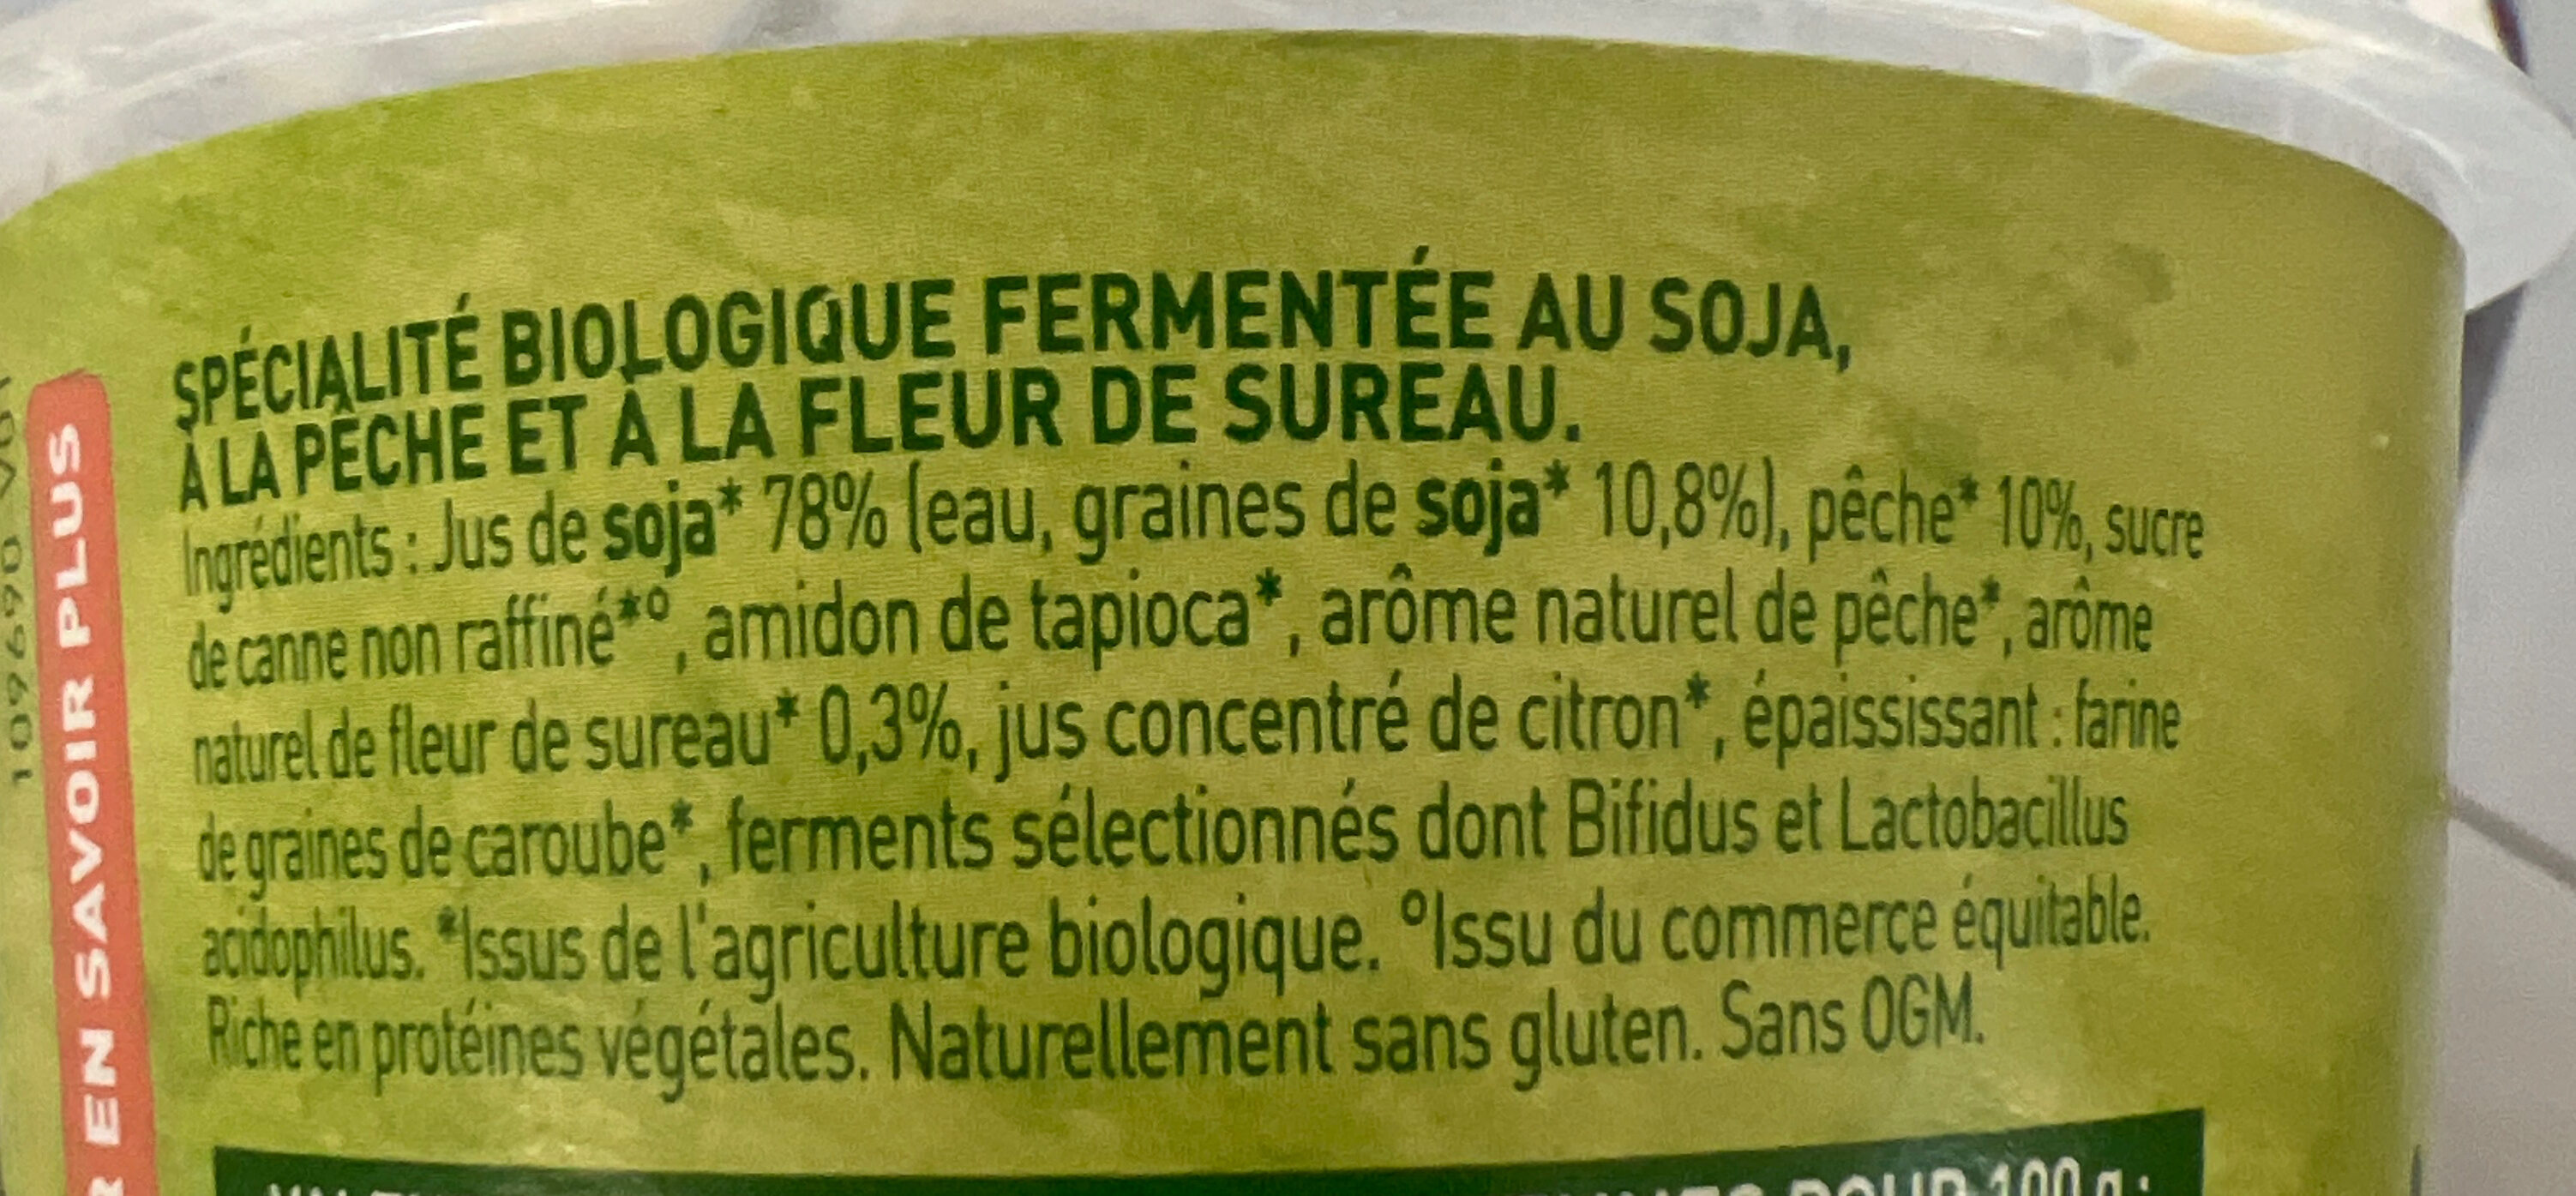 SPÉCIALITÉ BIOLOGIQUE FERMENTÉE AU SOJA,
À LA PÊCHE ET À LA FLEUR DE SUREAU.
Ingrédients : Jus de soja* 78% (eau, graines de soja* 10,8%), pêche* 10%, sucre
de canne non raffiné*°, amidon de tapioca*, arôme naturel de pêche*, arôme
naturel de fleur de sureau* 0,3%, jus concentré de citron*, épaississant : farine
de graines de caroube*, ferments sélectionnés dont Bifidus et Lactobacillus
acidophilus. *Issus de l'agriculture biologique. °Issu du commerce équitable.
Riche en protéines végétales. Naturellement sans gluten. Sans OGM.
POUR 100 g :
EN SAVOIR PLUS